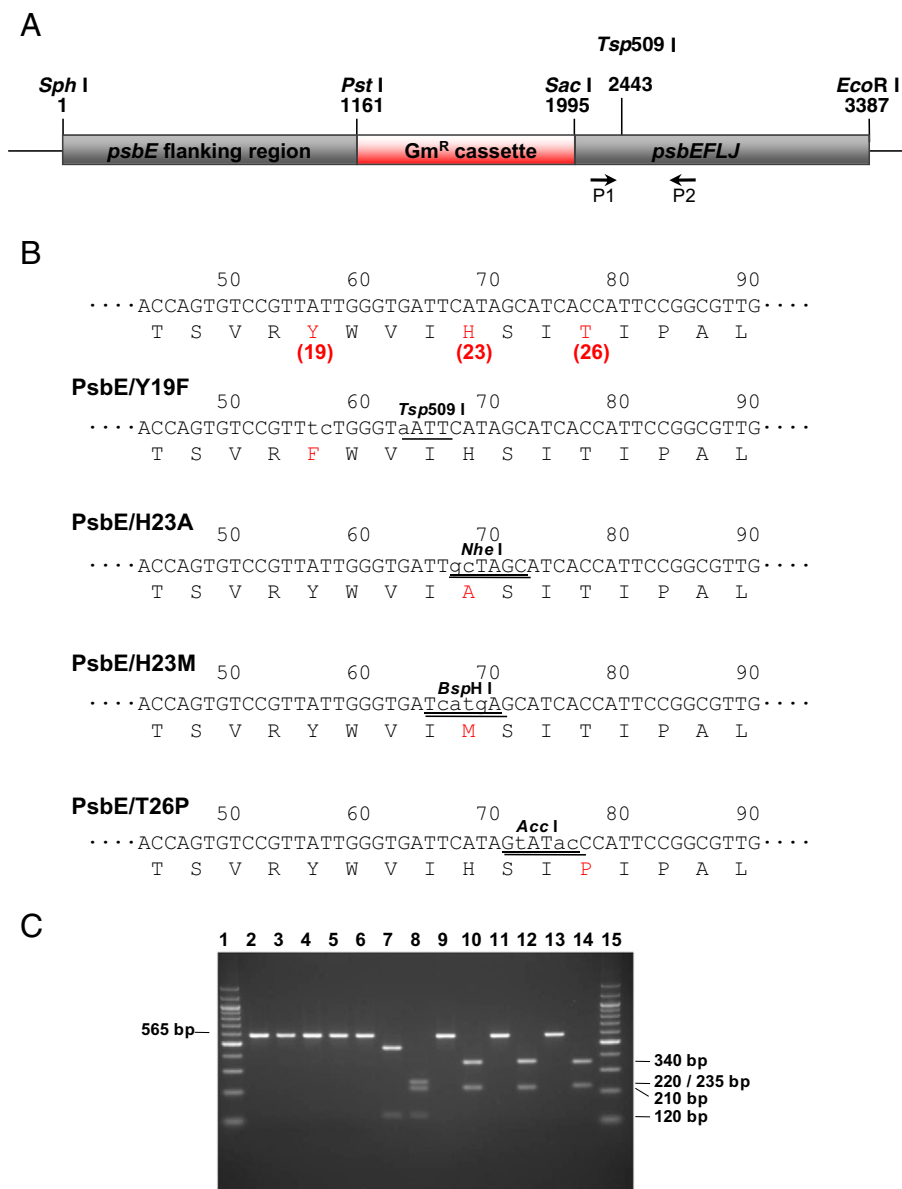 A
Tsp509 I
Sph I Pst I Sac I 2443 EcoR I
1 1161 1995 3387
psbE flanking region GmR cassette psbEFLJ
P1 P2
B
50 60 70 80 90
····ACCAGTGTCCGTTATTGGGTGATTCATAGCATCACCATTCCGGCGTTG····
T S V R Y W V I H S I T I P A L
(19) (23) (26)
PsbE/Y19F
50 60 Tsp509 I 70 80 90
····ACCAGTGTCCGTTtcTGGGTaATTCATAGCATCACCATTCCGGCGTTG····
T S V R F W V I H S I T I P A L
PsbE/H23A
50 60 70 80 90
Nhe I
····ACCAGTGTCCGTTATTGGGTGATTgcTAGCATCACCATTCCGGCGTTG····
T S V R Y W V I A S I T I P A L
PsbE/H23M
50 60 70 80 90
BspH I
····ACCAGTGTCCGTTATTGGGTGATcatgAGCATCACCATTCCGGCGTTG····
T S V R Y W V I M S I T I P A L
PsbE/T26P
50 60 70 80 90
Acc I
····ACCAGTGTCCGTTATTGGGTGATTCATAGtATacCCATTCCGGCGTTG····
T S V R Y W V I H S I P I P A L
C
1 2 3 4 5 6 7 8 9 10 11 12 13 14 15
565 bp
340 bp
220 / 235 bp
210 bp
120 bp